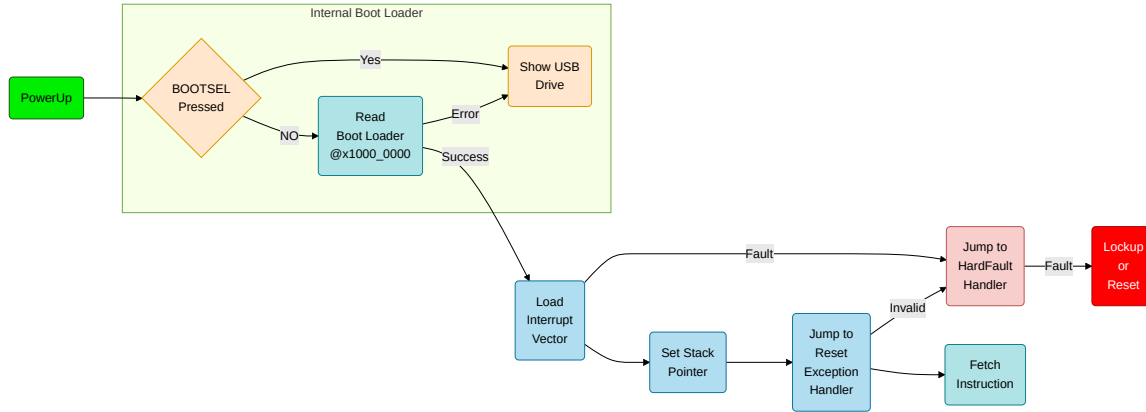 Internal Boot Loader
PowerUp
BOOTSEL
Pressed
Yes
NO
Read
Boot Loader
@x1000_0000
Error
Success
Show USB
Drive
Load
Interrupt
Vector
Fault
Set Stack
Pointer
Jump to
Reset
Exception
Handler
Invalid
Jump to
HardFault
Handler
Fault
Lockup
or
Reset
Fetch
Instruction